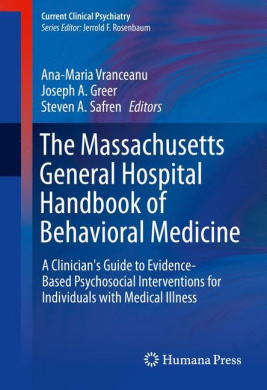 Current Clinical Psychiatry
Series Editor: Jerrold F. Rosenbaum
Ana-Maria Vranceanu
Joseph A. Greer
Steven A. Safren Editors
The Massachusetts
General Hospital
Handbook of
Behavioral Medicine
A Clinician's Guide to Evidence-
Based Psychosocial Interventions for
Individuals with Medical Illness
Humana Press